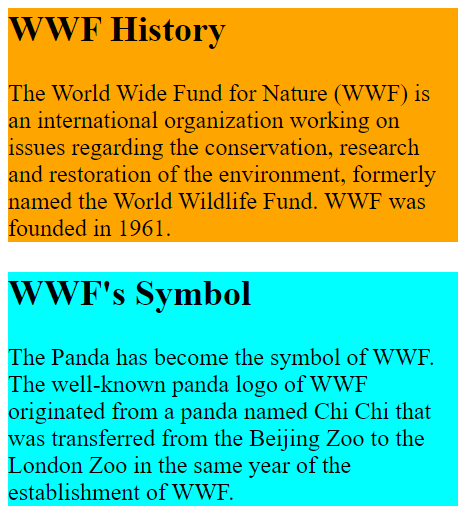 WWF History
The World Wide Fund for Nature (WWF) is
an international organization working on
issues regarding the conservation, research
and restoration of the environment, formerly
named the World Wildlife Fund. WWF was
founded in 1961.
WWF's Symbol
The Panda has become the symbol of WWF.
The well-known panda logo of WWF
originated from a panda named Chi Chi that
was transferred from the Beijing Zoo to the
London Zoo in the same year of the
establishment of WWF.